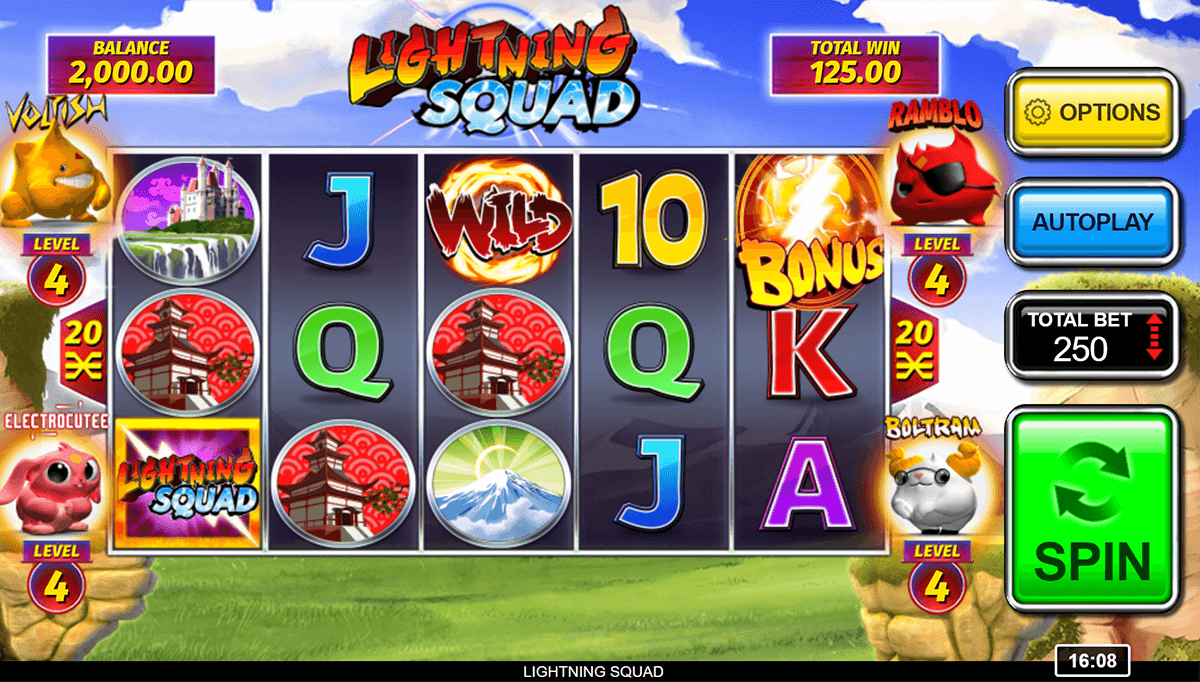 BALANCE
2,000.00
LIGHTNING
SQUAD
TOTAL WIN
125.00
VOLTISH
RAMBLO
OPTIONS
AUTOPLAY
LEVEL
4
LEVEL
4
J
WILD
10
BONUS
20
20
TOTAL BET
250
Q
Q
K
ELECTROCUTEE
BOLTRAM
LIGHTNING
SQUAD
J
A
LEVEL
4
LEVEL
4
SPIN
LIGHTNING SQUAD
16:08